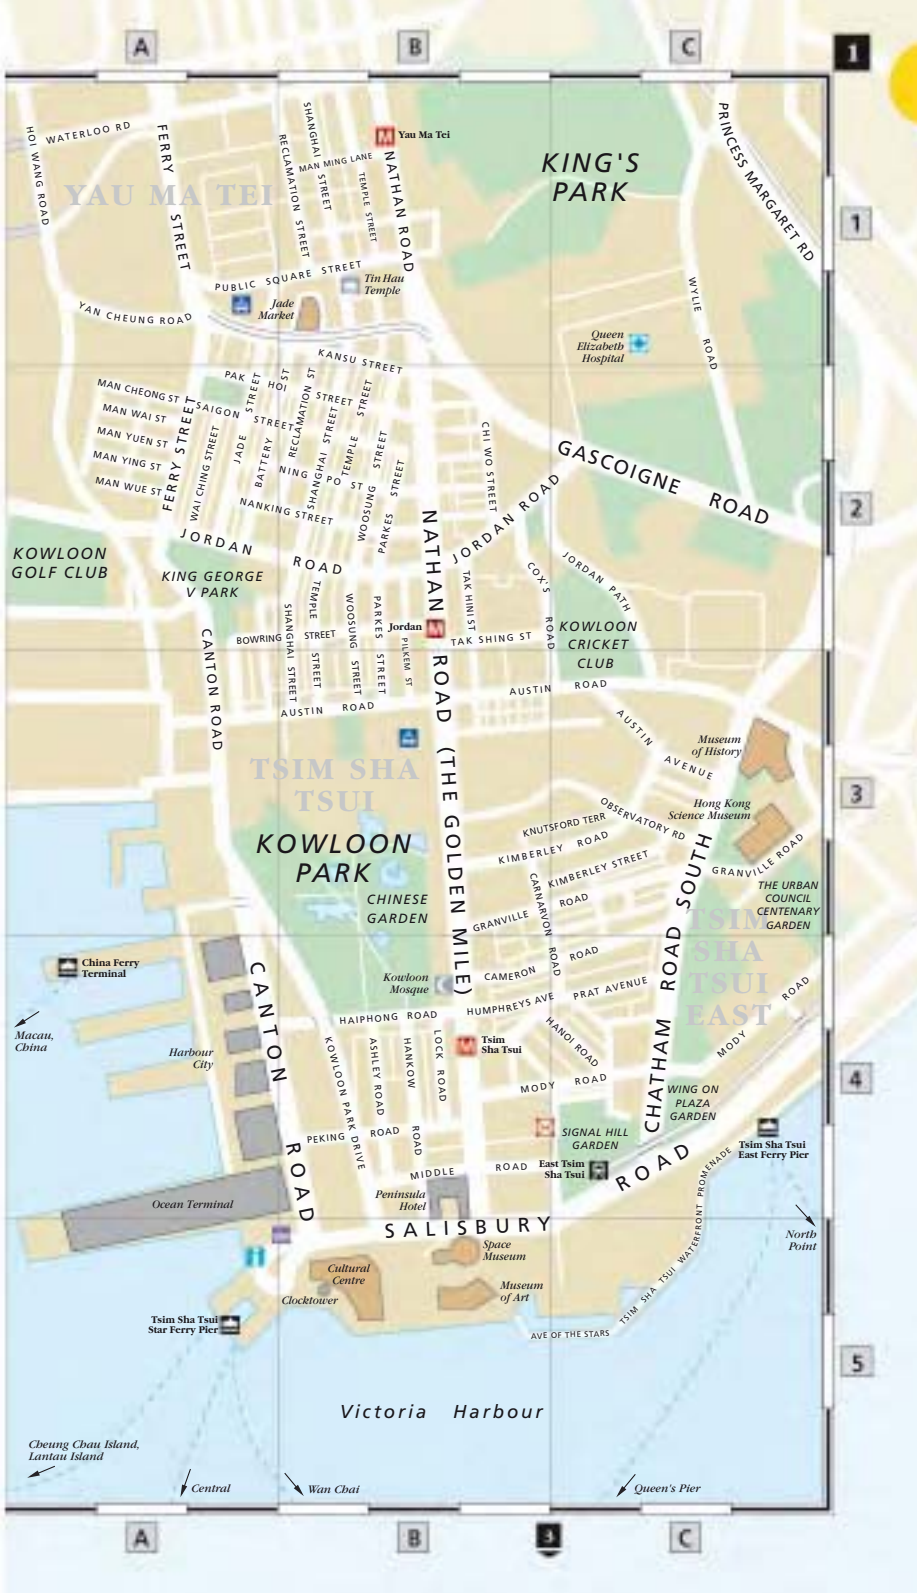 A
B
C
1
KING'S
PARK
YAU MA TEI
HOI WANG ROAD
WATERLOO RD
FERRY STREET
RECLAMATION STREET
SHANGHAI STREET
MAN MING LANE
TEMPLE STREET
Yau Ma Tei
NATHAN ROAD
PRINCESS MARGARET RD
1
PUBLIC SQUARE STREET
Tin Hau
Temple
Jade
Market
YAN CHEUNG ROAD
WYLIE ROAD
Queen
Elizabeth
Hospital
KANSU STREET
PAK HOI STREET
MAN CHEONG ST
MAN WAI ST
MAN YUEN ST
MAN YING ST
MAN WUE ST
FERRY STREET
SAIGON STREET
WAI CHING STREET
JADE STREET
BATTERY ST
RECLAMATION ST
SHANGHAI STREET
TEMPLE STREET
WOOSUNG STREET
PARKES STREET
NING PO ST
NANKING STREET
CHI WO STREET
GASCOIGNE ROAD
2
JORDAN ROAD
JORDAN ROAD
NATHAN ROAD (THE GOLDEN MILE)
KOWLOON
GOLF CLUB
KING GEORGE
V PARK
JORDAN PATH
COX'S ROAD
TAK HINI ST
TAK SHING ST
KOWLOON
CRICKET
CLUB
Jordan
BOWRING STREET
SHANGHAI STREET
TEMPLE STREET
WOOSUNG STREET
PARKES STREET
PILKEM ST
CANTON ROAD
AUSTIN ROAD
AUSTIN ROAD
AUSTIN AVENUE
Museum
of History
TSIM SHA
TSUI
3
Hong Kong
Science Museum
OBSERVATORY RD
KNUTSFORD TERR
KIMBERLEY ROAD
KIMBERLEY STREET
GRANVILLE ROAD
GRANVILLE ROAD
CARNARVON ROAD
KOWLOON
PARK
CHINESE
GARDEN
THE URBAN
COUNCIL
CENTENARY
GARDEN
TSIM
SHA
TSUI
EAST
CHATHAM ROAD SOUTH
China Ferry
Terminal
Macau,
China
Kowloon
Mosque
CAMERON ROAD
HUMPHREYS AVE
PRAT AVENUE
HAIPHONG ROAD
HANOI ROAD
MODY ROAD
MODY ROAD
CANTON ROAD
Harbour
City
KOWLOON PARK DRIVE
ASHLEY ROAD
HANKOW ROAD
LOCK ROAD
Tsim
Sha Tsui
4
WING ON
PLAZA
GARDEN
SIGNAL HILL
GARDEN
PEKING ROAD
MIDDLE ROAD
East Tsim
Sha Tsui
Tsim Sha Tsui
East Ferry Pier
Peninsula
Hotel
Ocean Terminal
SALISBURY ROAD
North
Point
Space
Museum
Cultural
Centre
Clocktower
Museum
of Art
TSIM SHA TSUI WATERFRONT PROMENADE
AVE OF THE STARS
Tsim Sha Tsui
Star Ferry Pier
5
Victoria Harbour
Cheung Chau Island,
Lantau Island
Central
Wan Chai
Queen's Pier
A
B
3
C